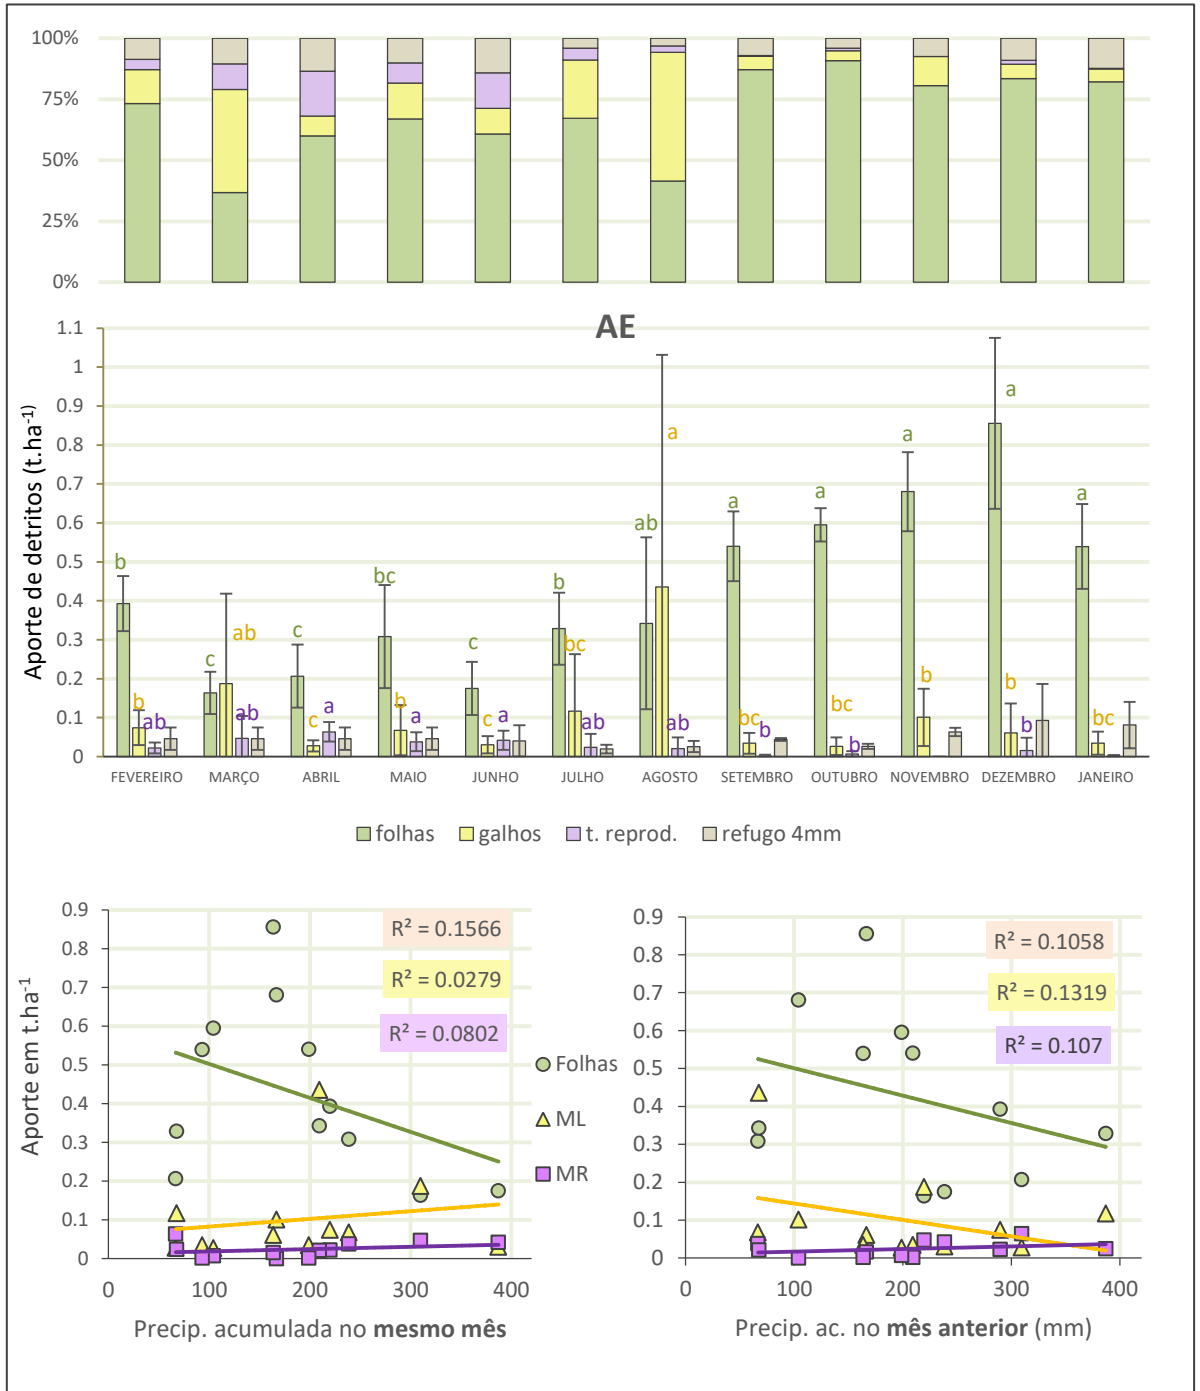 100%
75%
50%
25%
0%
AE
Aporte de detritos (t.ha⁻¹)
1.1
1
0.9
0.8
0.7
0.6
0.5
0.4
0.3
0.2
0.1
0
b b ab
c ab ab
c c a
bc b a
c c a
b bc ab
ab a ab
a bc b
a bc b
a b
a bc b
a bc
FEVEREIRO MARÇO ABRIL MAIO JUNHO JULHO AGOSTO SETEMBRO OUTUBRO NOVEMBRO DEZEMBRO JANEIRO
folhas galhos t. reprod. refugo 4mm
Aporte em t.ha⁻¹
0.9
0.8
0.7
0.6
0.5
0.4
0.3
0.2
0.1
0
R² = 0.1566
R² = 0.0279
R² = 0.0802
0 100 200 300 400
Precip. acumulada no mesmo mês
Folhas
ML
MR
0.9
0.8
0.7
0.6
0.5
0.4
0.3
0.2
0.1
0
R² = 0.1058
R² = 0.1319
R² = 0.107
0 100 200 300 400
Precip. ac. no mês anterior (mm)